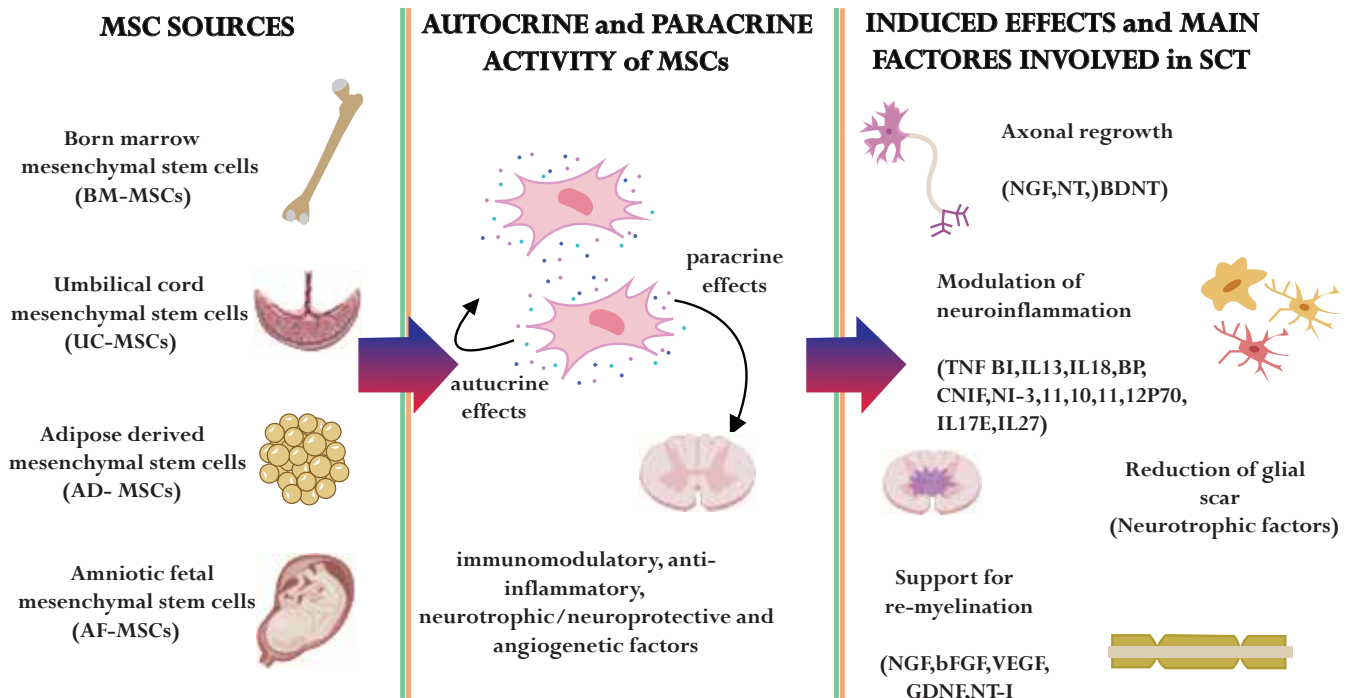 MSC SOURCES
Born marrow
mesenchymal stem cells
(BM-MSCs)
Umbilical cord
mesenchymal stem cells
(UC-MSCs)
Adipose derived
mesenchymal stem cells
(AD- MSCs)
Amniotic fetal
mesenchymal stem cells
(AF-MSCs)
AUTOCRINE and PARACRINE
ACTIVITY of MSCs
paracrine
effects
autucrine
effects
immunomodulatory, anti-
inflammatory,
neurotrophic/neuroprotective and
angiogenetic factors
INDUCED EFFECTS and MAIN
FACTORES INVOLVED in SCT
Axonal regrowth
(NGF,NT,)BDNT)
Modulation of
neuroinflammation
(TNF BI,IL13,IL18,BP,
CNIF,NI-3,11,10,11,12P70,
IL17E,IL27)
Reduction of glial
scar
(Neurotrophic factors)
Support for
re-myelination
(NGF,bFGF,VEGF,
GDNF,NT-I